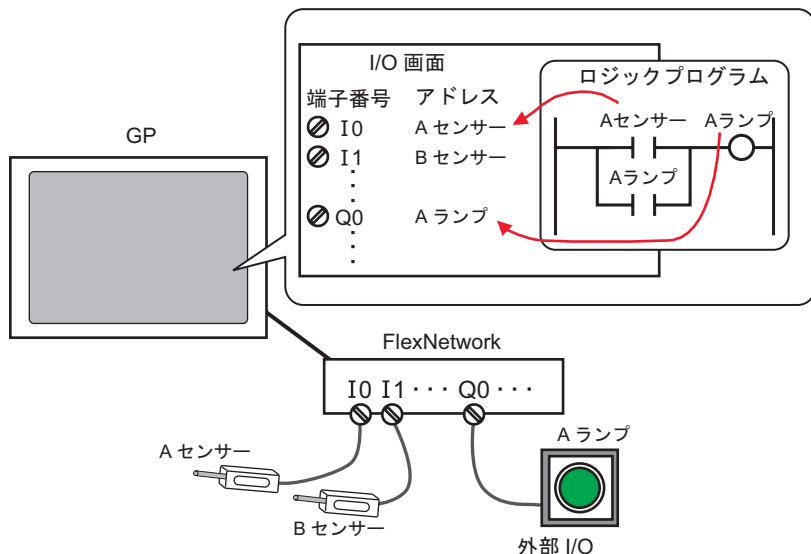 I/O 画面
端子番号 アドレス
I0 A センサー
I1 B センサー
Q0 A ランプ
ロジックプログラム
Aセンサー Aランプ
Aランプ
GP
FlexNetwork
I0 I1 ··· Q0 ···
A センサー
B センサー
A ランプ
外部 I/O